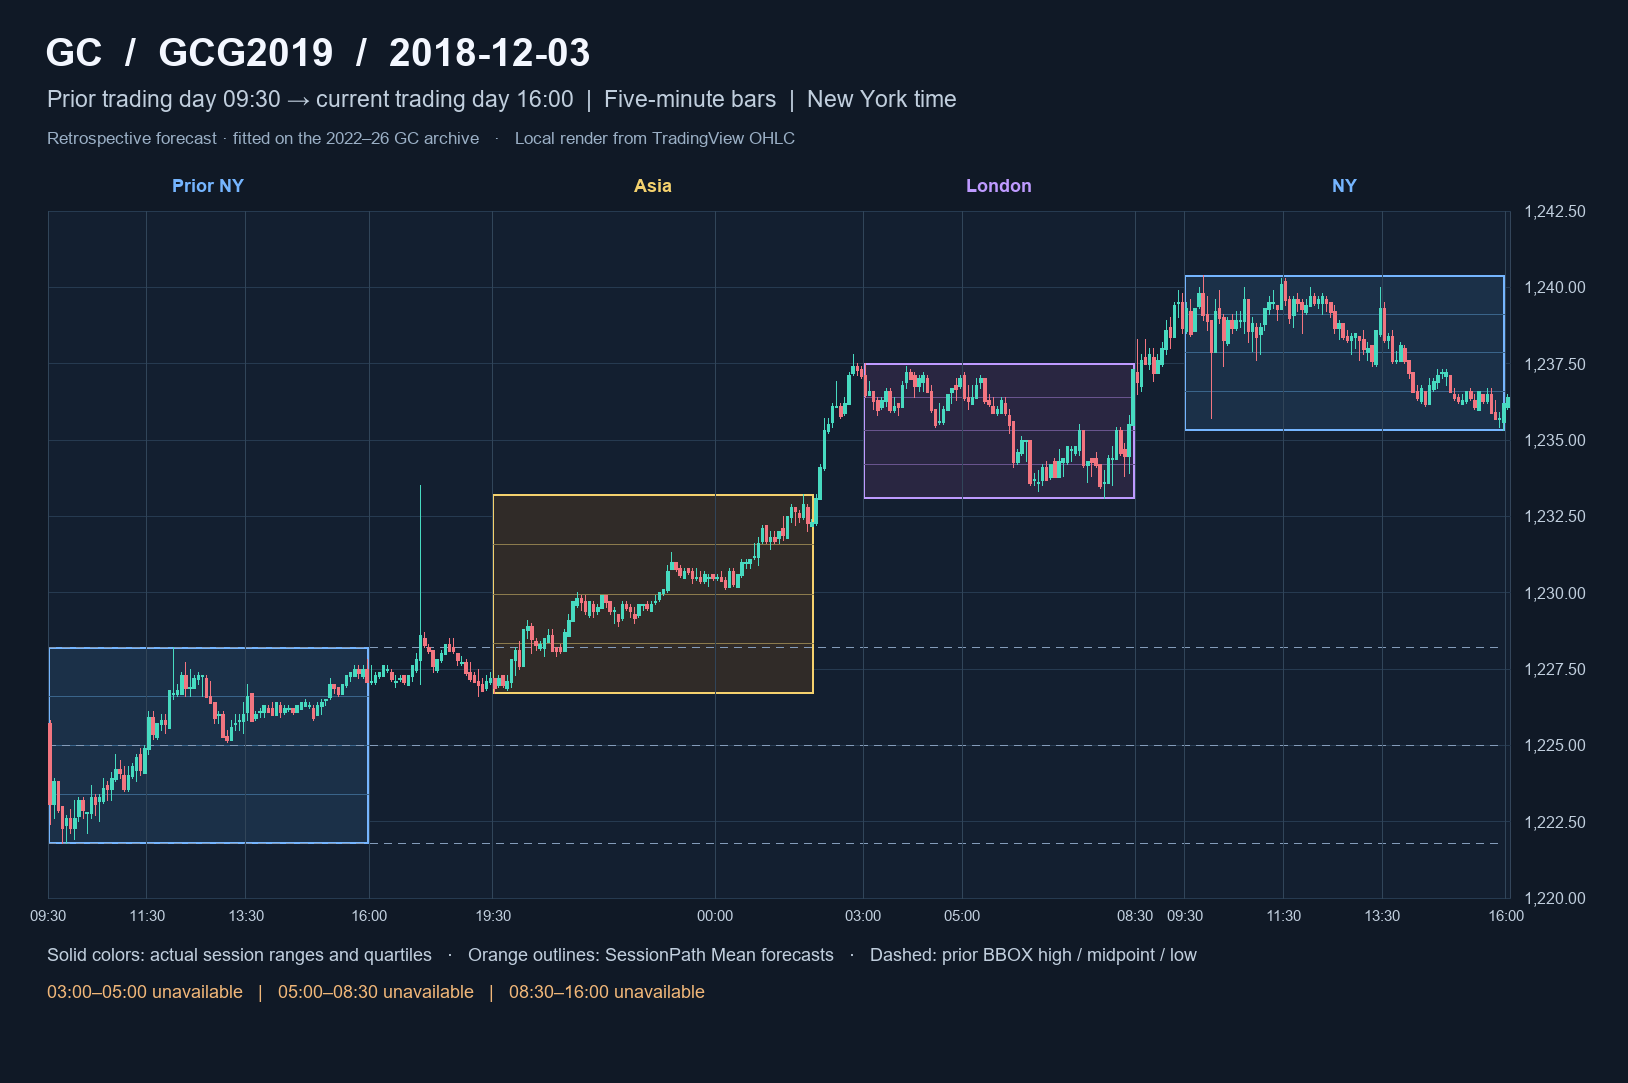 GC / GCG2019 / 2018-12-03
Prior trading day 09:30 → current trading day 16:00 | Five-minute bars | New York time
Retrospective forecast · fitted on the 2022–26 GC archive · Local render from TradingView OHLC
Prior NY Asia London NY
1,242.50
1,240.00
1,237.50
1,235.00
1,232.50
1,230.00
1,227.50
1,225.00
1,222.50
1,220.00
09:30 11:30 13:30 16:00 19:30 00:00 03:00 05:00 08:30 09:30 11:30 13:30 16:00
Solid colors: actual session ranges and quartiles · Orange outlines: SessionPath Mean forecasts · Dashed: prior BBOX high / midpoint / low
03:00–05:00 unavailable | 05:00–08:30 unavailable | 08:30–16:00 unavailable